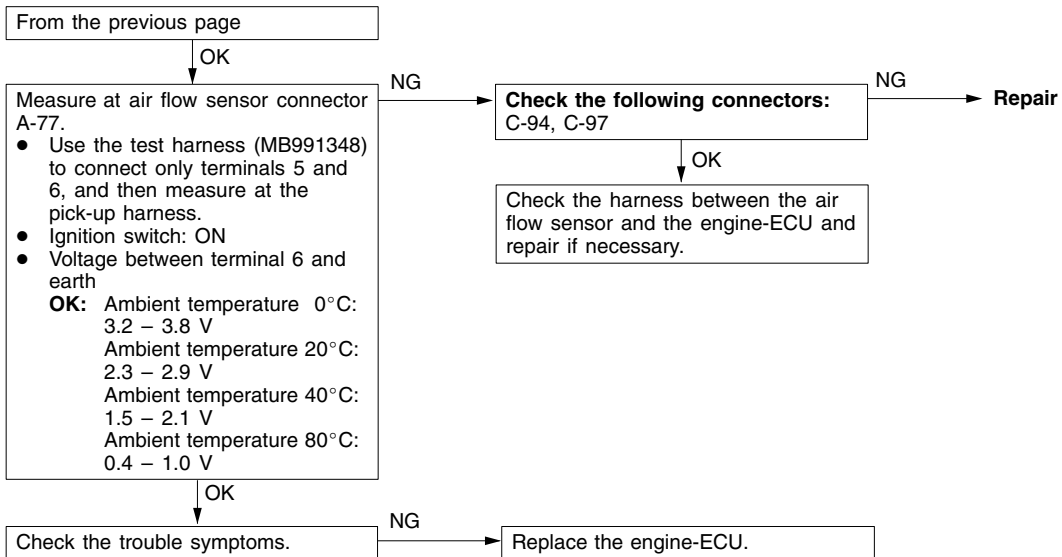 From the previous page
OK
Measure at air flow sensor connector
A-77.
● Use the test harness (MB991348)
to connect only terminals 5 and
6, and then measure at the
pick-up harness.
● Ignition switch: ON
● Voltage between terminal 6 and
earth
OK: Ambient temperature 0°C:
3.2 – 3.8 V
Ambient temperature 20°C:
2.3 – 2.9 V
Ambient temperature 40°C:
1.5 – 2.1 V
Ambient temperature 80°C:
0.4 – 1.0 V
NG
Check the following connectors:
C-94, C-97
NG
Repair
OK
Check the harness between the air
flow sensor and the engine-ECU and
repair if necessary.
OK
Check the trouble symptoms.
NG
Replace the engine-ECU.